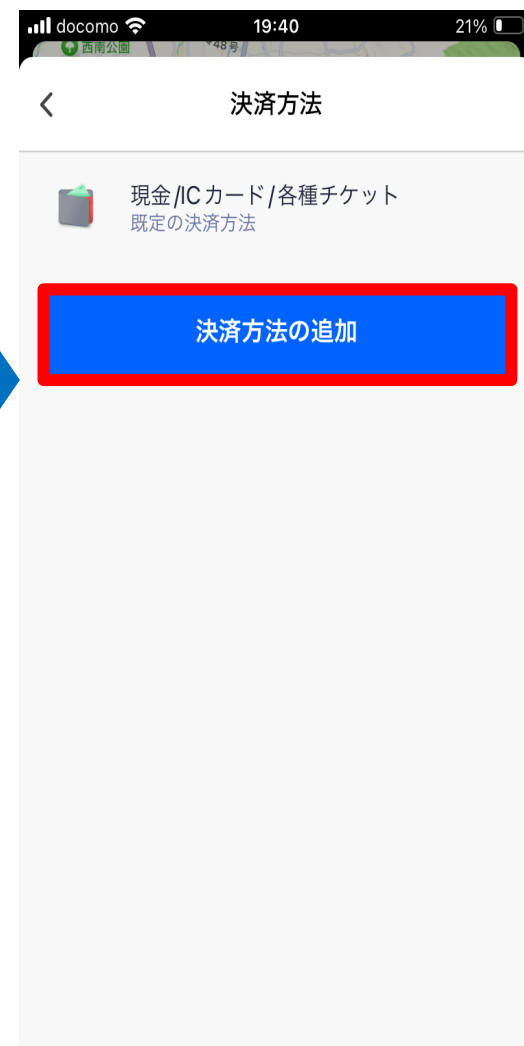 docomo 19:40 21%
西南公園 48号
決済方法
現金/ICカード/各種チケット
既定の決済方法
決済方法の追加